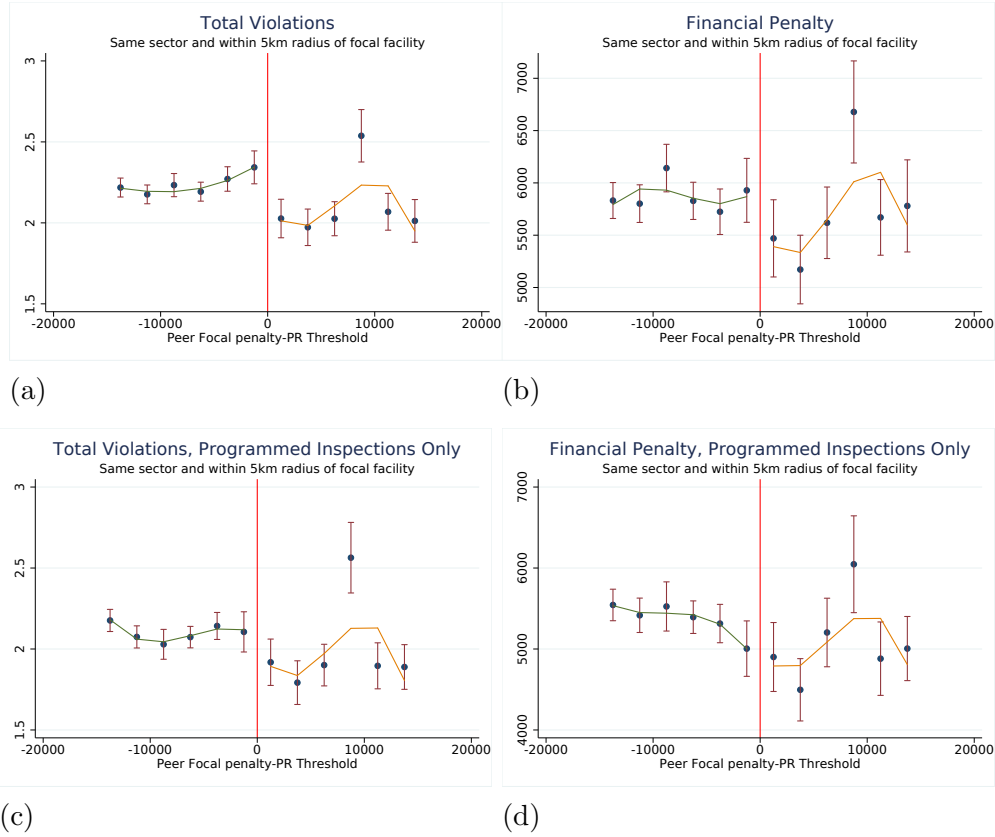 Total Violations
Same sector and within 5km radius of focal facility
3
2.5
2
1.5
-20000 -10000 0 10000 20000
Peer Focal penalty-PR Threshold
(a)
Financial Penalty
Same sector and within 5km radius of focal facility
7000
6500
6000
5500
5000
-20000 -10000 0 10000 20000
Peer Focal penalty-PR Threshold
(b)
Total Violations, Programmed Inspections Only
Same sector and within 5km radius of focal facility
3
2.5
2
1.5
-20000 -10000 0 10000 20000
Peer Focal penalty-PR Threshold
(c)
Financial Penalty, Programmed Inspections Only
Same sector and within 5km radius of focal facility
7000
6000
5000
4000
-20000 -10000 0 10000 20000
Peer Focal penalty-PR Threshold
(d)